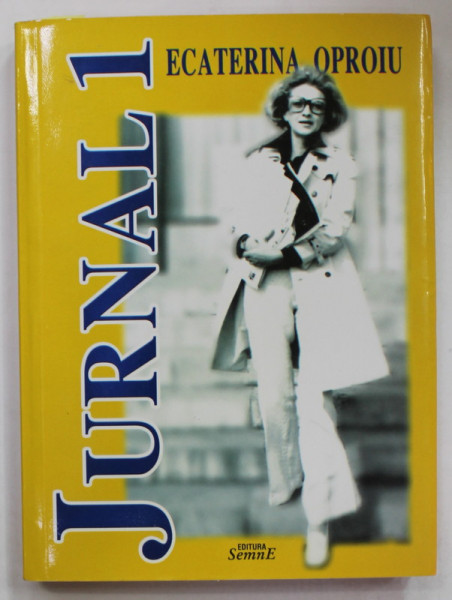 ECATERINA OPROIU
JURNAL 1
EDITURA
SemnE